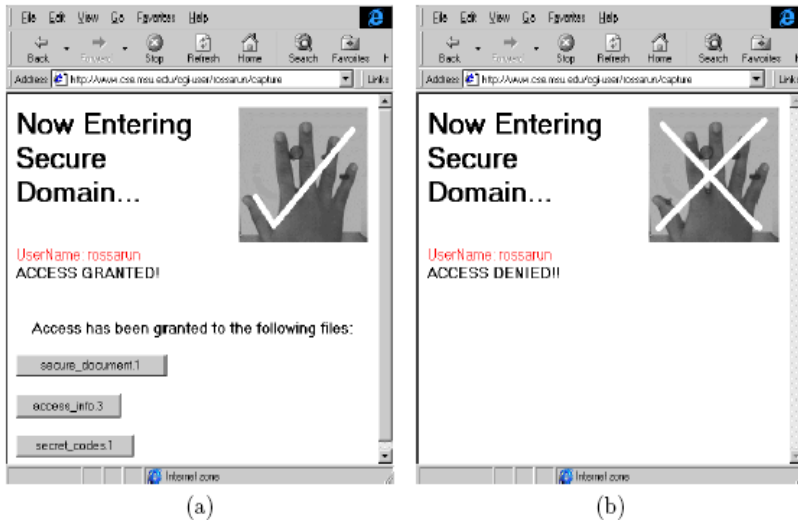 File Edit View Go Favorites Help
Back Forward Stop Refresh Home Search Favorites H
Address http://www.cse.msu.edu/cgi-user/rossarun/capture Links
Now Entering
Secure
Domain...
UserName: rossarun
ACCESS GRANTED!
Access has been granted to the following files:
secure_document.1
access_info.3
secret_codes.1
Internet zone
(a)
File Edit View Go Favorites Help
Back Forward Stop Refresh Home Search Favorites H
Address http://www.cse.msu.edu/cgi-user/rossarun/capture Links
Now Entering
Secure
Domain...
UserName: rossarun
ACCESS DENIED!!
Internet zone
(b)